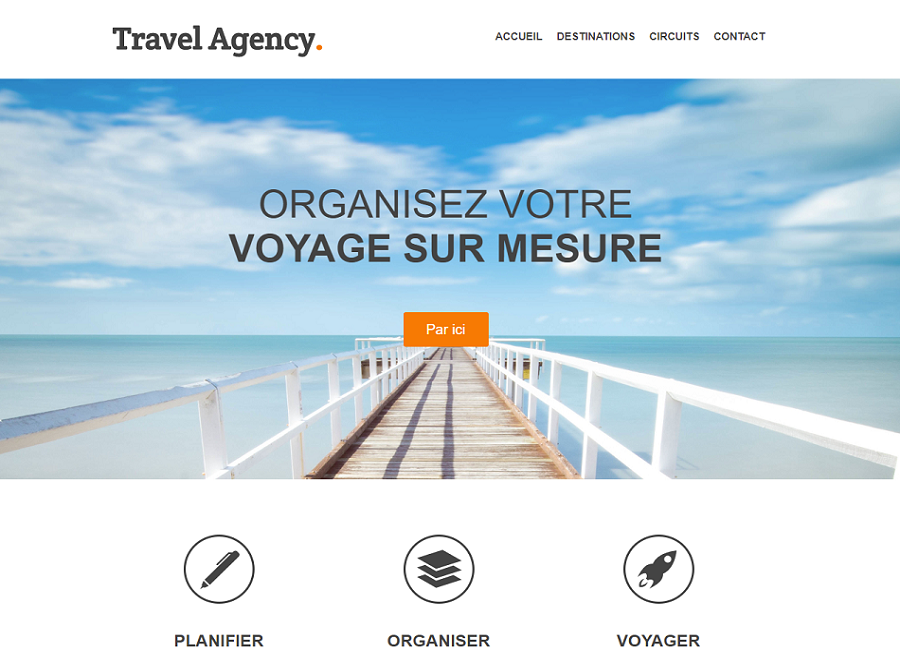 Travel Agency.
ACCUEIL DESTINATIONS CIRCUITS CONTACT
ORGANISEZ VOTRE
VOYAGE SUR MESURE
Par ici
PLANIFIER ORGANISER VOYAGER